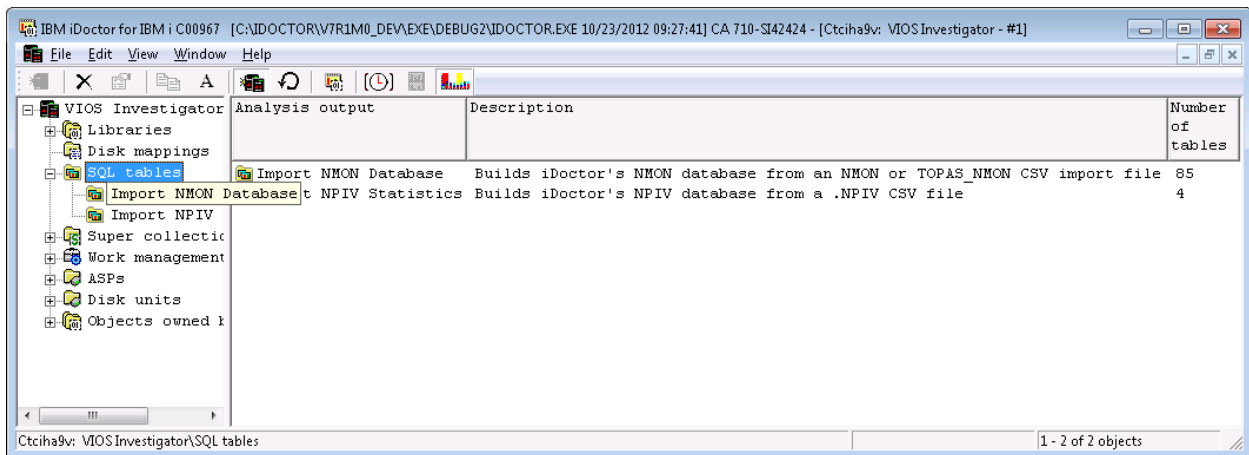 IBM iDoctor for IBM i C00967 [C:\IDOCTOR\V7R1M0_DEV\EXE\DEBUG2\IDOCTOR.EXE 10/23/2012 09:27:41] CA 710-SI42424 - [Ctciha9v: VIOS Investigator - #1]
File Edit View Window Help
A
VIOS Investigator
Libraries
Disk mappings
SQL tables
Import NMON Database
Import NPIV
Super collectio
Work management
ASPs
Disk units
Objects owned b
Analysis output Description Number of tables
Import NMON Database Builds iDoctor's NMON database from an NMON or TOPAS_NMON CSV import file 85
t NPIV Statistics Builds iDoctor's NPIV database from a .NPIV CSV file 4
Ctciha9v: VIOS Investigator\SQL tables 1 - 2 of 2 objects